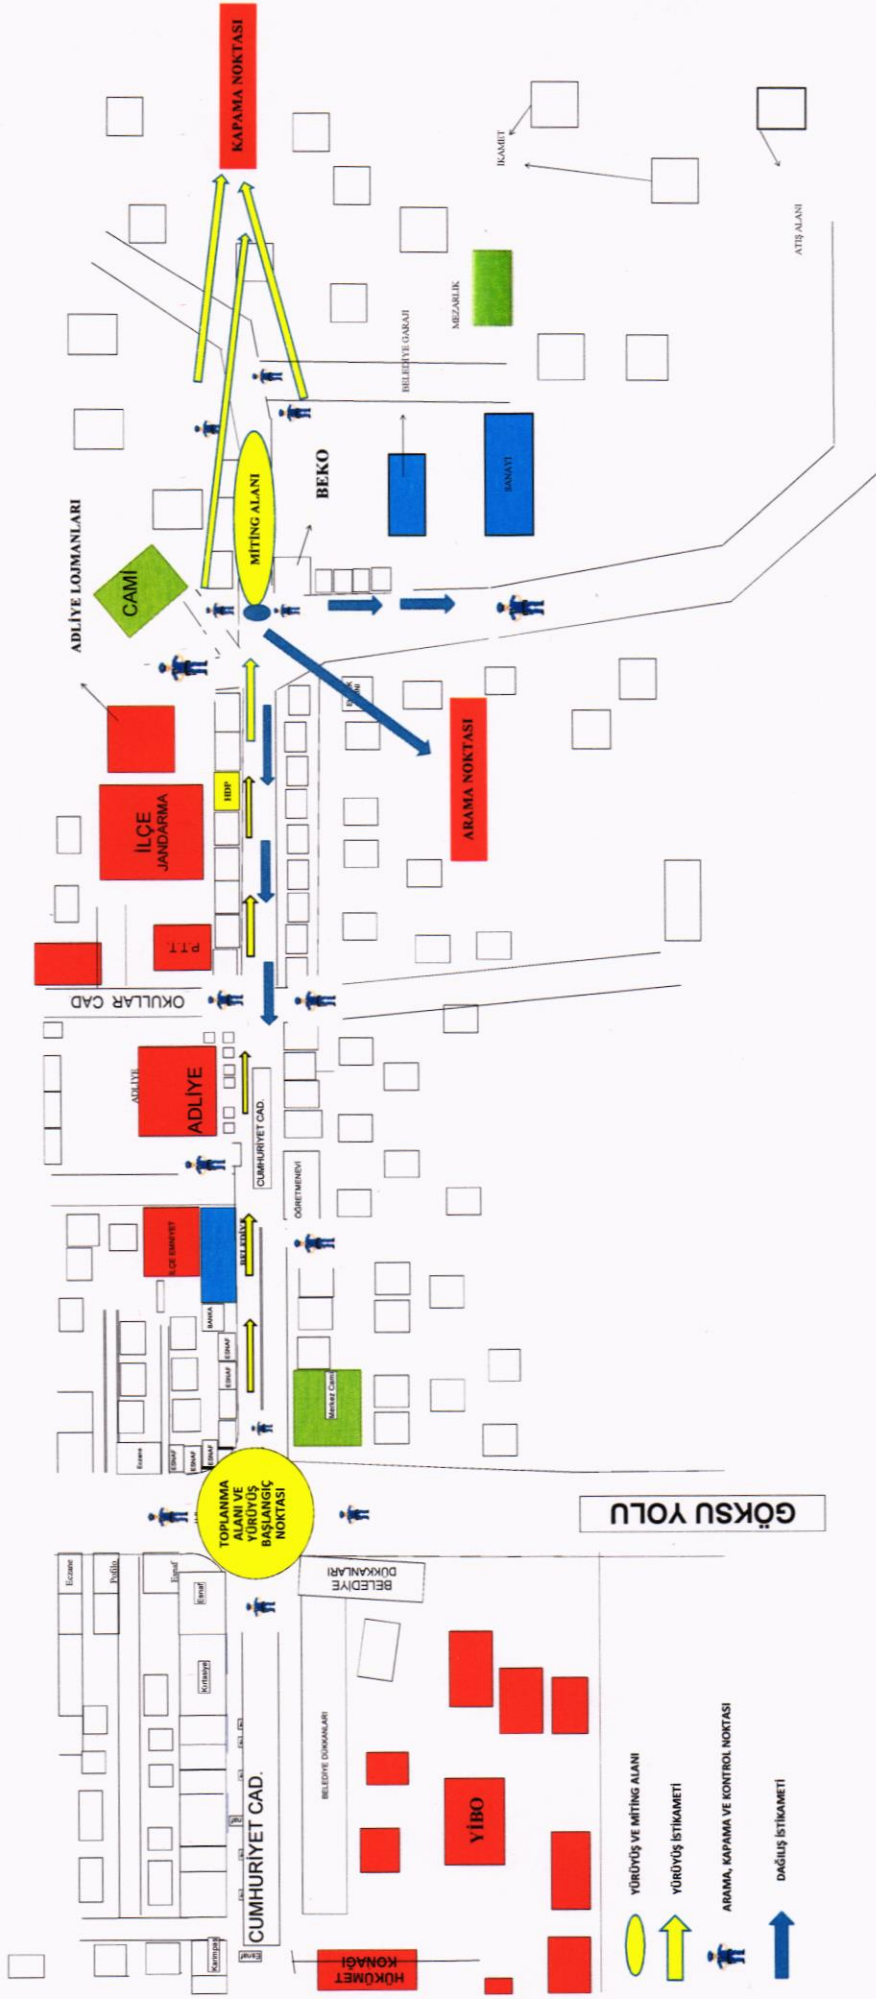 KAPAMA NOKTASI
İKAMET
ATIŞ ALANI
MEZARLIK
BELEDİYE GARAJI
SANAYİ
BEKO
MİTİNG ALANI
ADLİYE LOJMANLARI
CAMİ
İLÇE
JANDARMA
HDP
ARAMA NOKTASI
P.T.T.
OKULLAR CAD
ADLİYE
ADLİYE
CUMHURİYET CAD.
ÖĞRETMENEVİ
İLÇE EMNİYET
BELEDİYE
BANKA
ESNAF
ESNAF
Merkez Cami
Eczane
ESNAF
ESNAF
ESNAF
TOPLANMA
ALANI VE
YÜRÜYÜŞ
BAŞLANGIÇ
NOKTASI
GÖKSU YOLU
Eczane
Esnaf
Esnaf
BELEDİYE
DÜKKANLARI
Kırtasiye
CUMHURİYET CAD.
BELEDİYE DÜKKANLARI
YİBO
Karimpaş
Esnaf
HÜKÜMET
KONAĞI
YÜRÜYÜŞ VE MİTİNG ALANI
YÜRÜYÜŞ İSTİKAMETİ
ARAMA, KAPAMA VE KONTROL NOKTASI
DAĞILIŞ İSTİKAMETİ